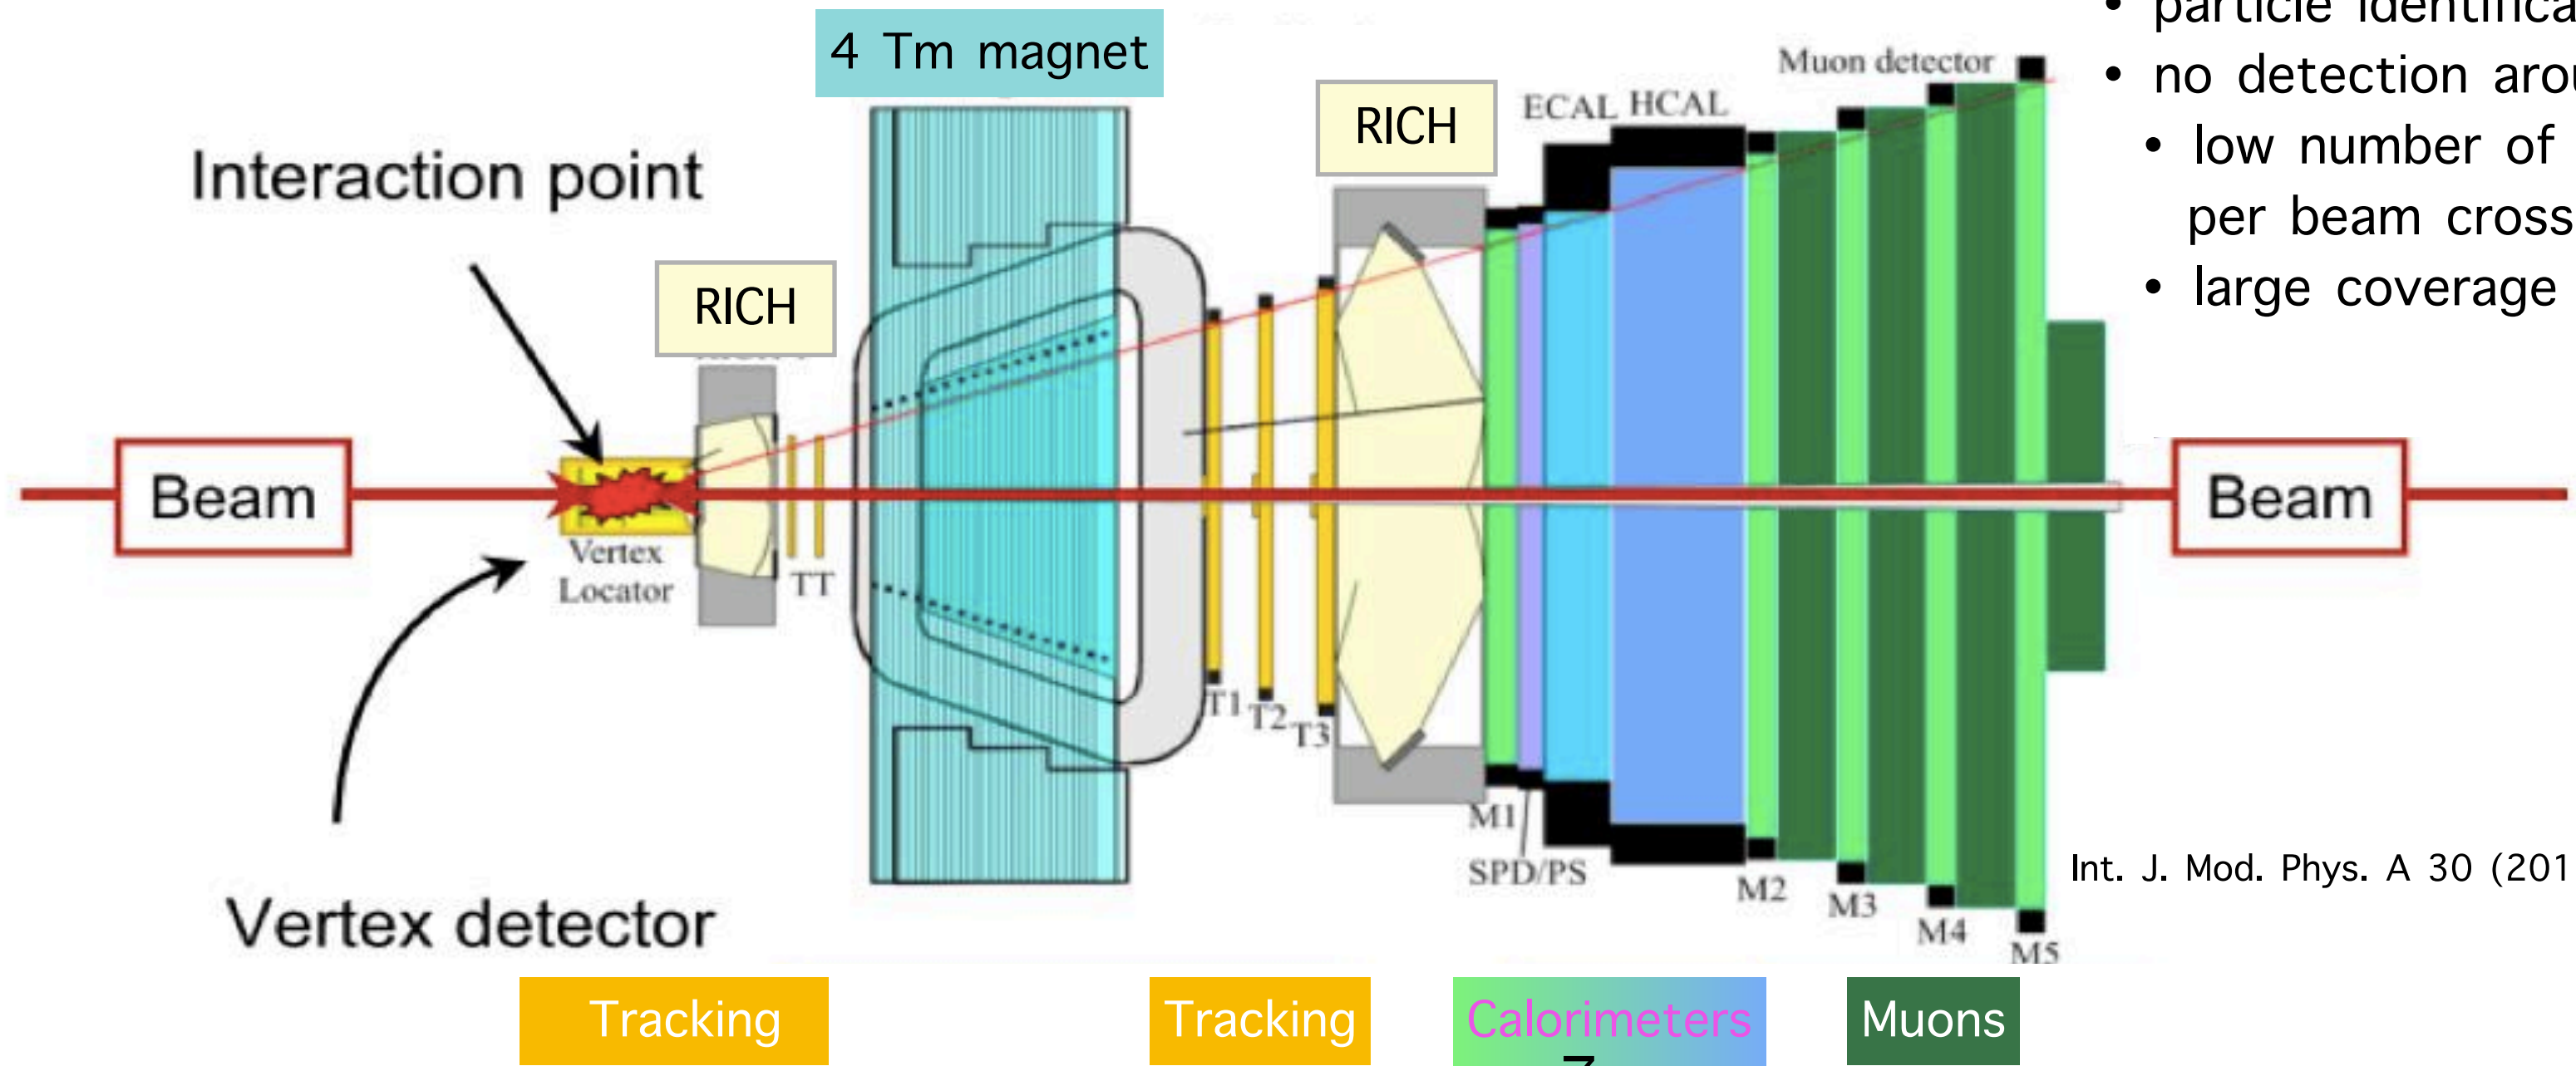 • particle
• no detection
• low number of
per beam
• large coverage
4 Tm magnet
Muon detector
RICH
ECAL
HCAL
Interaction point
RICH
Beam
Beam
Vertex
Locator
TT
T1
T2
T3
M1
SPD/PS
M2
M3
M4
M5
Int. J. Mod. Phys. A 30 (201
Vertex detector
Tracking
Tracking
Calorimeters
Muons